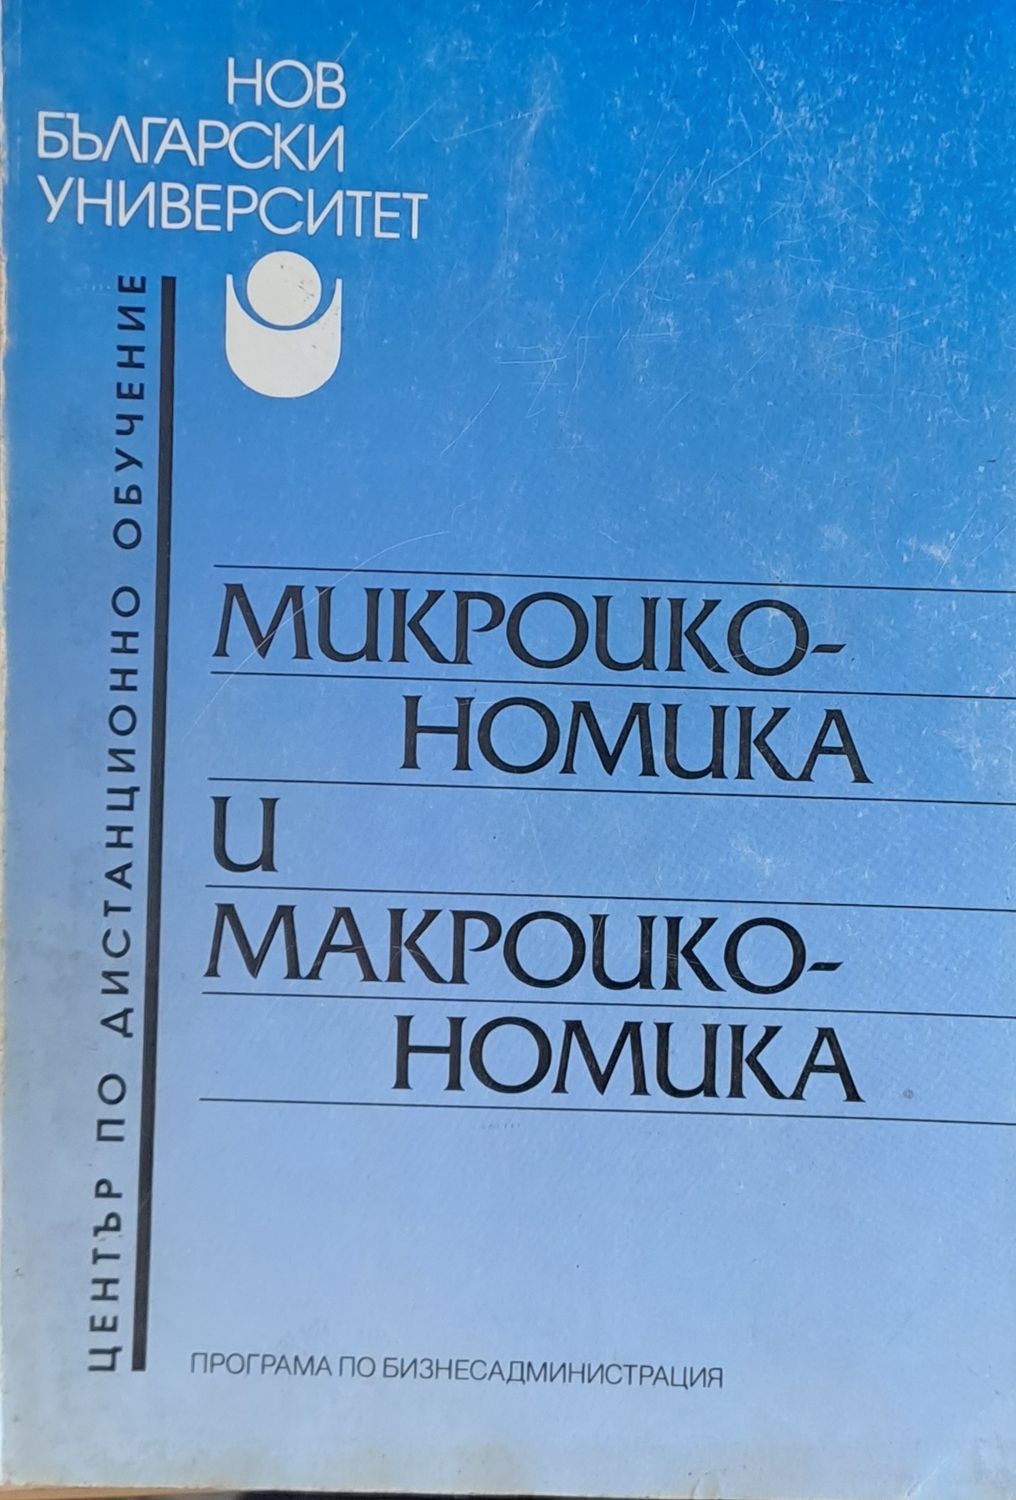 НОВ
БЪЛГАРСКИ
УНИВЕРСИТЕТ
ЦЕНТЪР ПО ДИСТАНЦИОННО ОБУЧЕНИЕ
МИКРОИКО-
НОМИКА
И
МАКРОИКО-
НОМИКА
ПРОГРАМА ПО БИЗНЕСАДМИНИСТРАЦИЯ